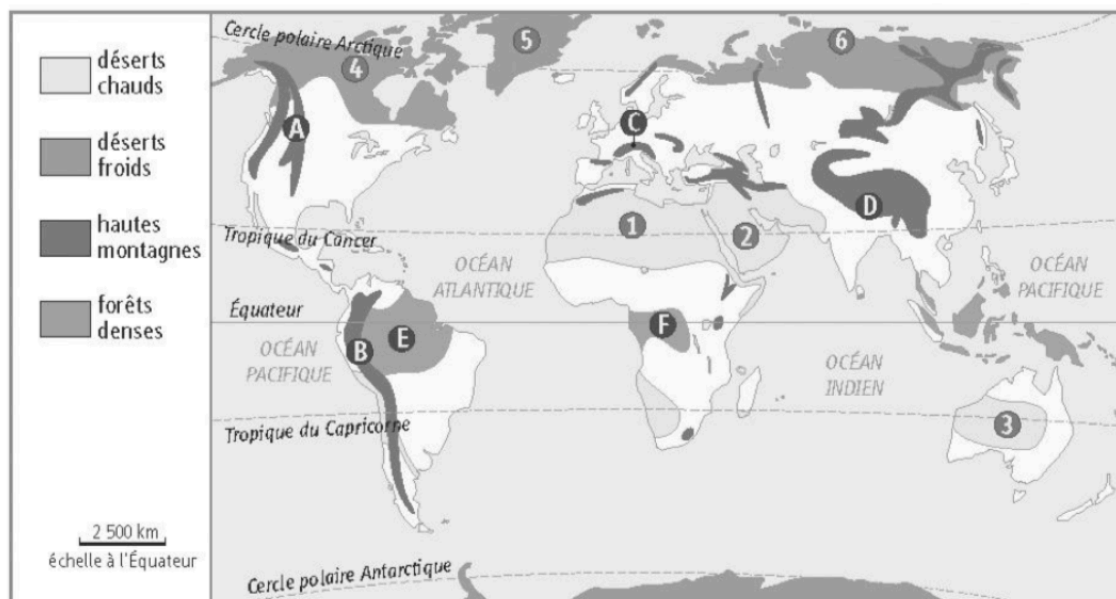 déserts
chauds
déserts
froids
hautes
montagnes
forêts
denses
2 500 km
échelle à l'Équateur
Cercle polaire Arctique
5
6
4
A
C
D
1
2
Tropique du Cancer
OCÉAN
ATLANTIQUE
OCÉAN
PACIFIQUE
Équateur
E
F
B
OCÉAN
PACIFIQUE
OCÉAN
INDIEN
Tropique du Capricorne
3
Cercle polaire Antarctique